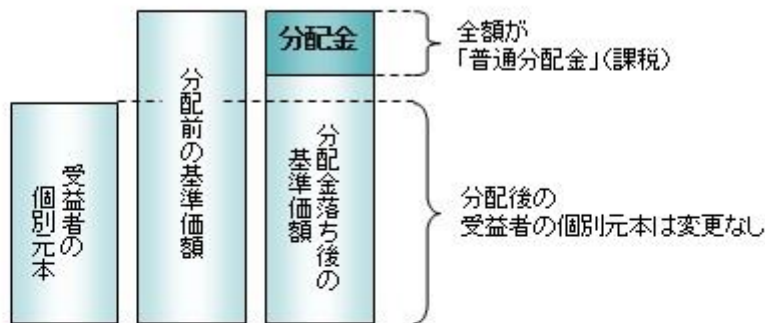 受益者の
個別元本
分配前の基準価額
分配金
分配金落ち後の
基準価額
全額が
「普通分配金」(課税)
分配後の
受益者の個別元本は変更なし